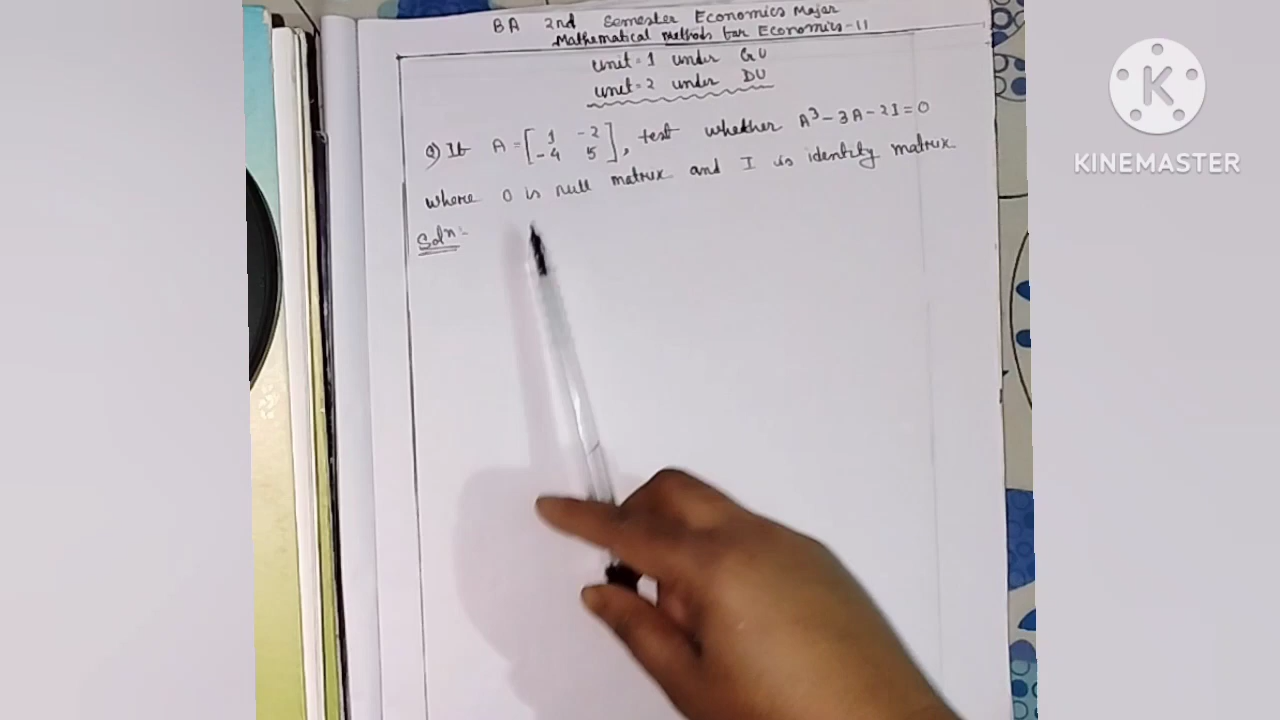 BA 2nd Semester Economics Major
Mathematical methods for Economics-11
unit=1 under GU
unit=2 under DU
Q) If A = [1 -2
-4 5], test whether A³-3A-2I=0
where 0 is null matrix and I is identity matrix
Solⁿ:-
K
KINEMASTER